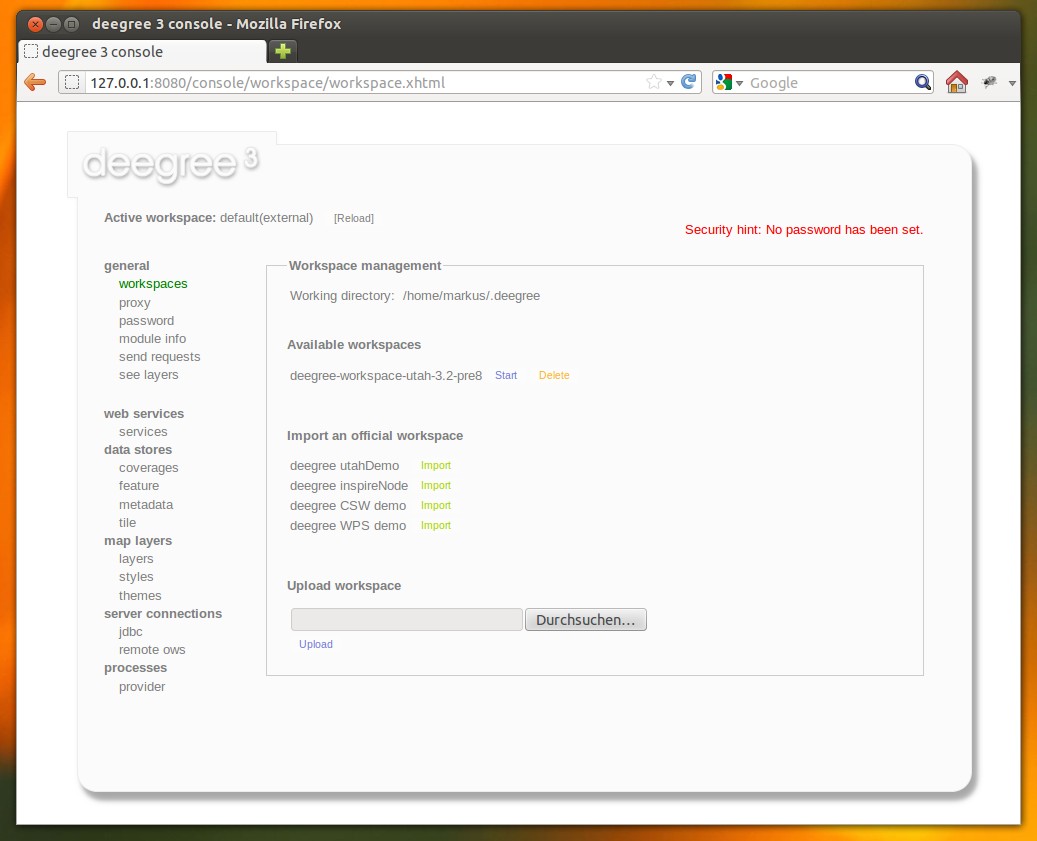 deegree 3 console - Mozilla Firefox
deegree 3 console
127.0.0.1:8080/console/workspace/workspace.xhtml
Google
deegree 3
Active workspace: default(external) [Reload]
Security hint: No password has been set.
general
workspaces
proxy
password
module info
send requests
see layers
web services
services
data stores
coverages
feature
metadata
tile
map layers
layers
styles
themes
server connections
jdbc
remote ows
processes
provider
Workspace management
Working directory: /home/markus/.deegree
Available workspaces
deegree-workspace-utah-3.2-pre8 Start Delete
Import an official workspace
deegree utahDemo Import
deegree inspireNode Import
deegree CSW demo Import
deegree WPS demo Import
Upload workspace
Durchsuchen...
Upload